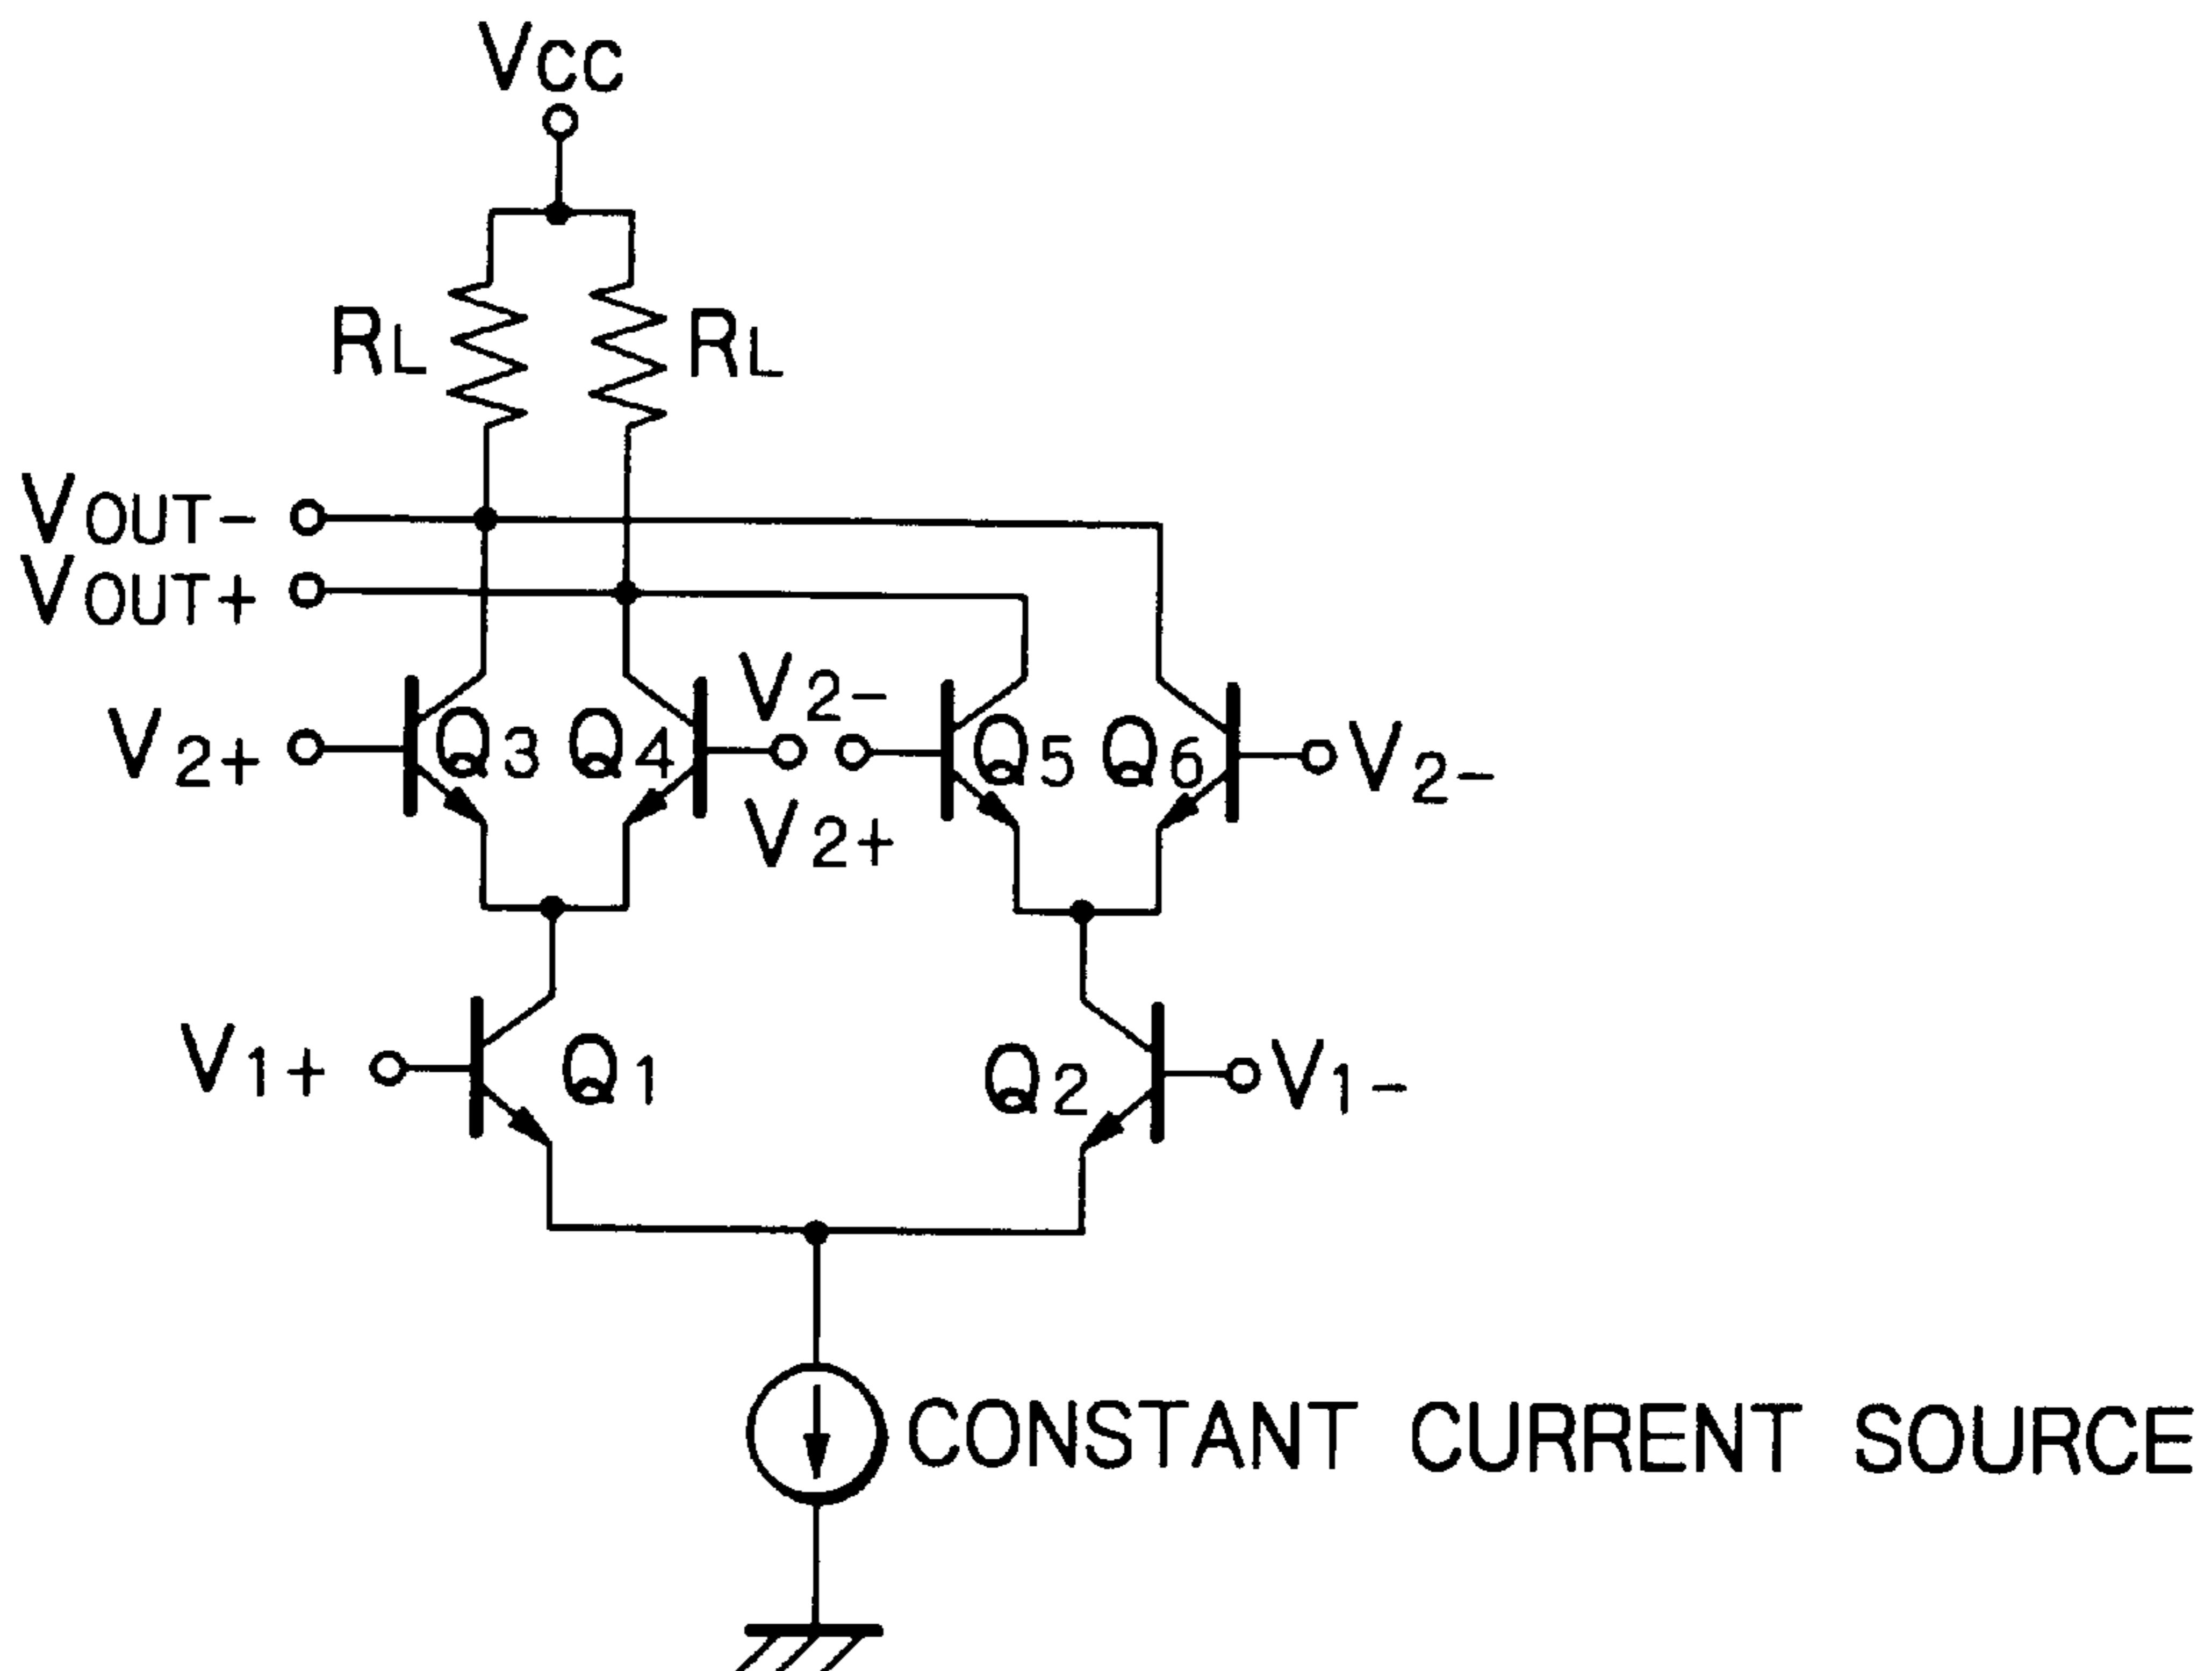 VCC
RL
RL
VOUT-
VOUT+
V2+
Q3
Q4
V2-
V2+
Q5
Q6
V2-
V1+
Q1
Q2
V1-
CONSTANT CURRENT SOURCE